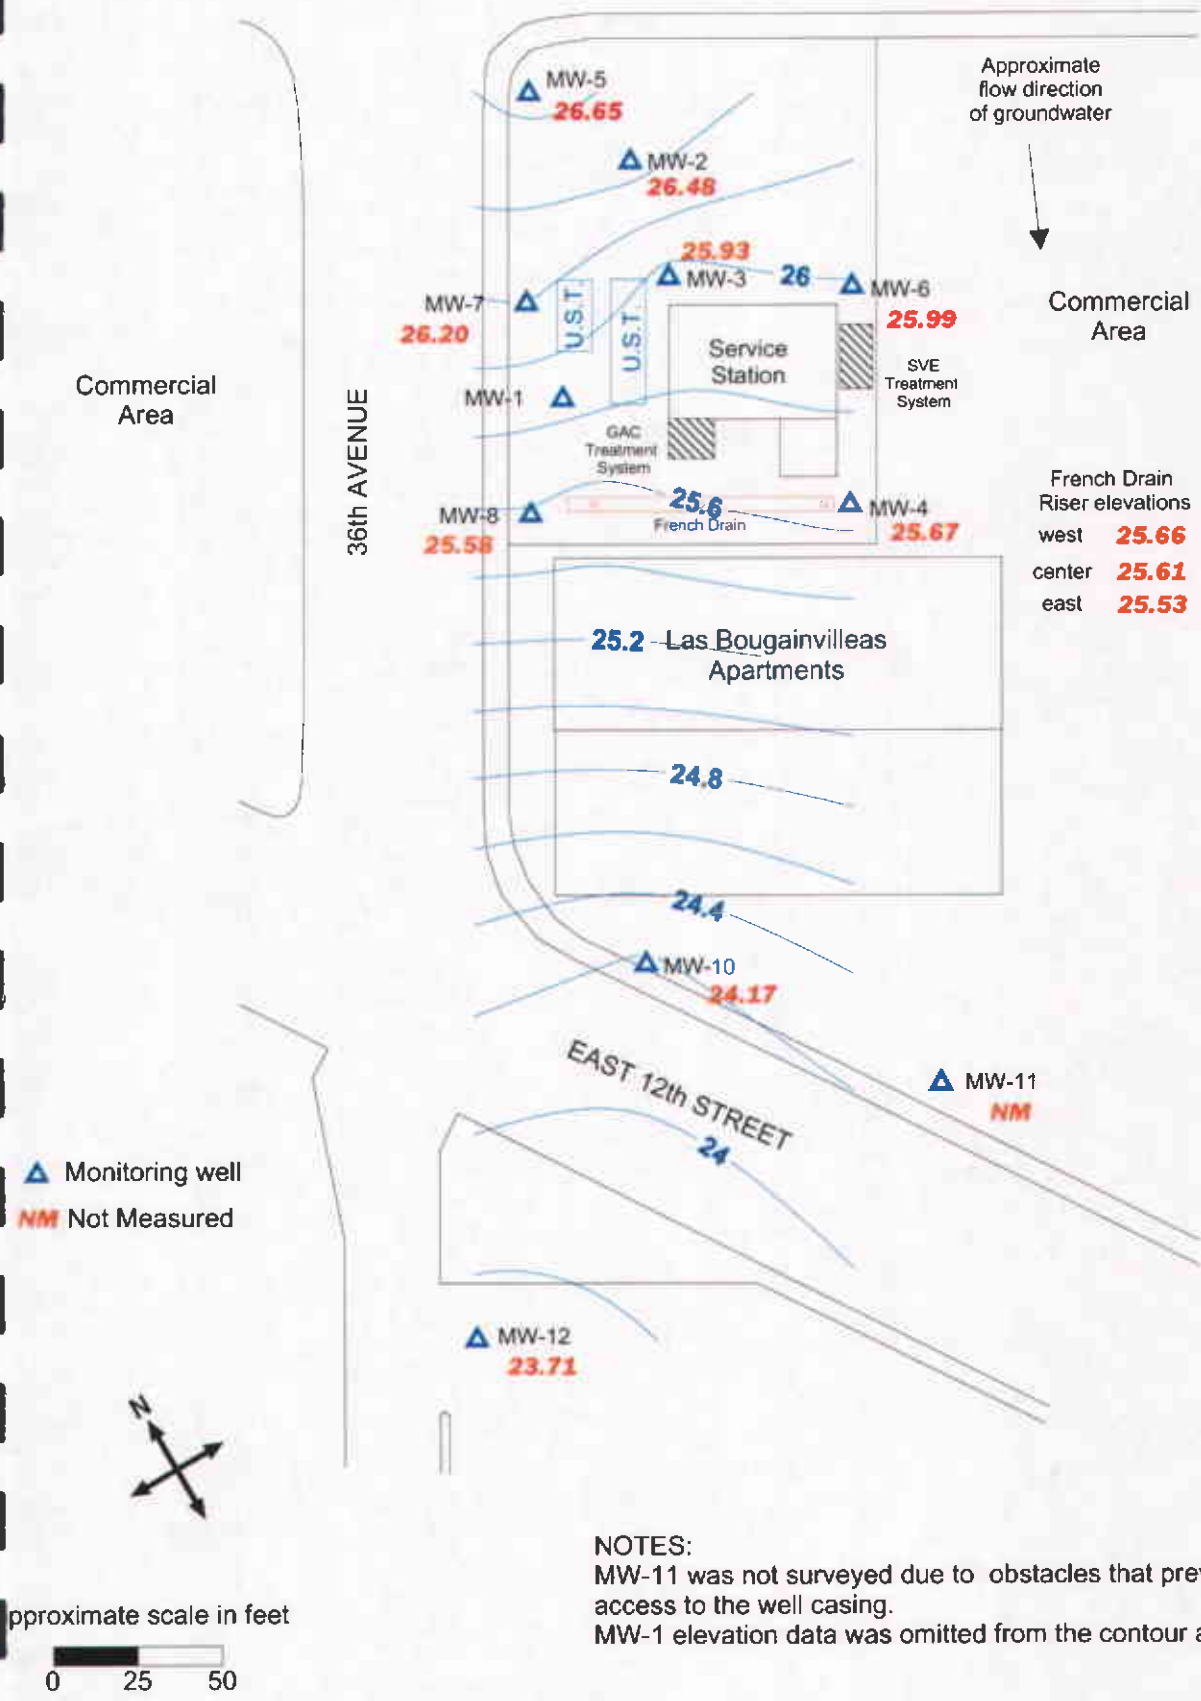 MW-5
26.65
Approximate
flow direction
of groundwater
MW-2
26.48
25.93
MW-3
26
MW-6
25.99
MW-7
26.20
U.S.T.
U.S.T.
Commercial
Area
Service
Station
SVE
Treatment
System
Commercial
Area
36th AVENUE
MW-1
GAC
Treatment
System
MW-8
25.58
25.6
French Drain
MW-4
25.67
French Drain
Riser elevations
west 25.66
center 25.61
east 25.53
25.2
Las Bougainvilleas
Apartments
24.8
24.4
MW-10
24.17
EAST 12th STREET
24
MW-11
NM
Monitoring well
NM Not Measured
MW-12
23.71
N
NOTES:
MW-11 was not surveyed due to obstacles that prev
access to the well casing.
MW-1 elevation data was omitted from the contour a
pproximate scale in feet
0 25 50